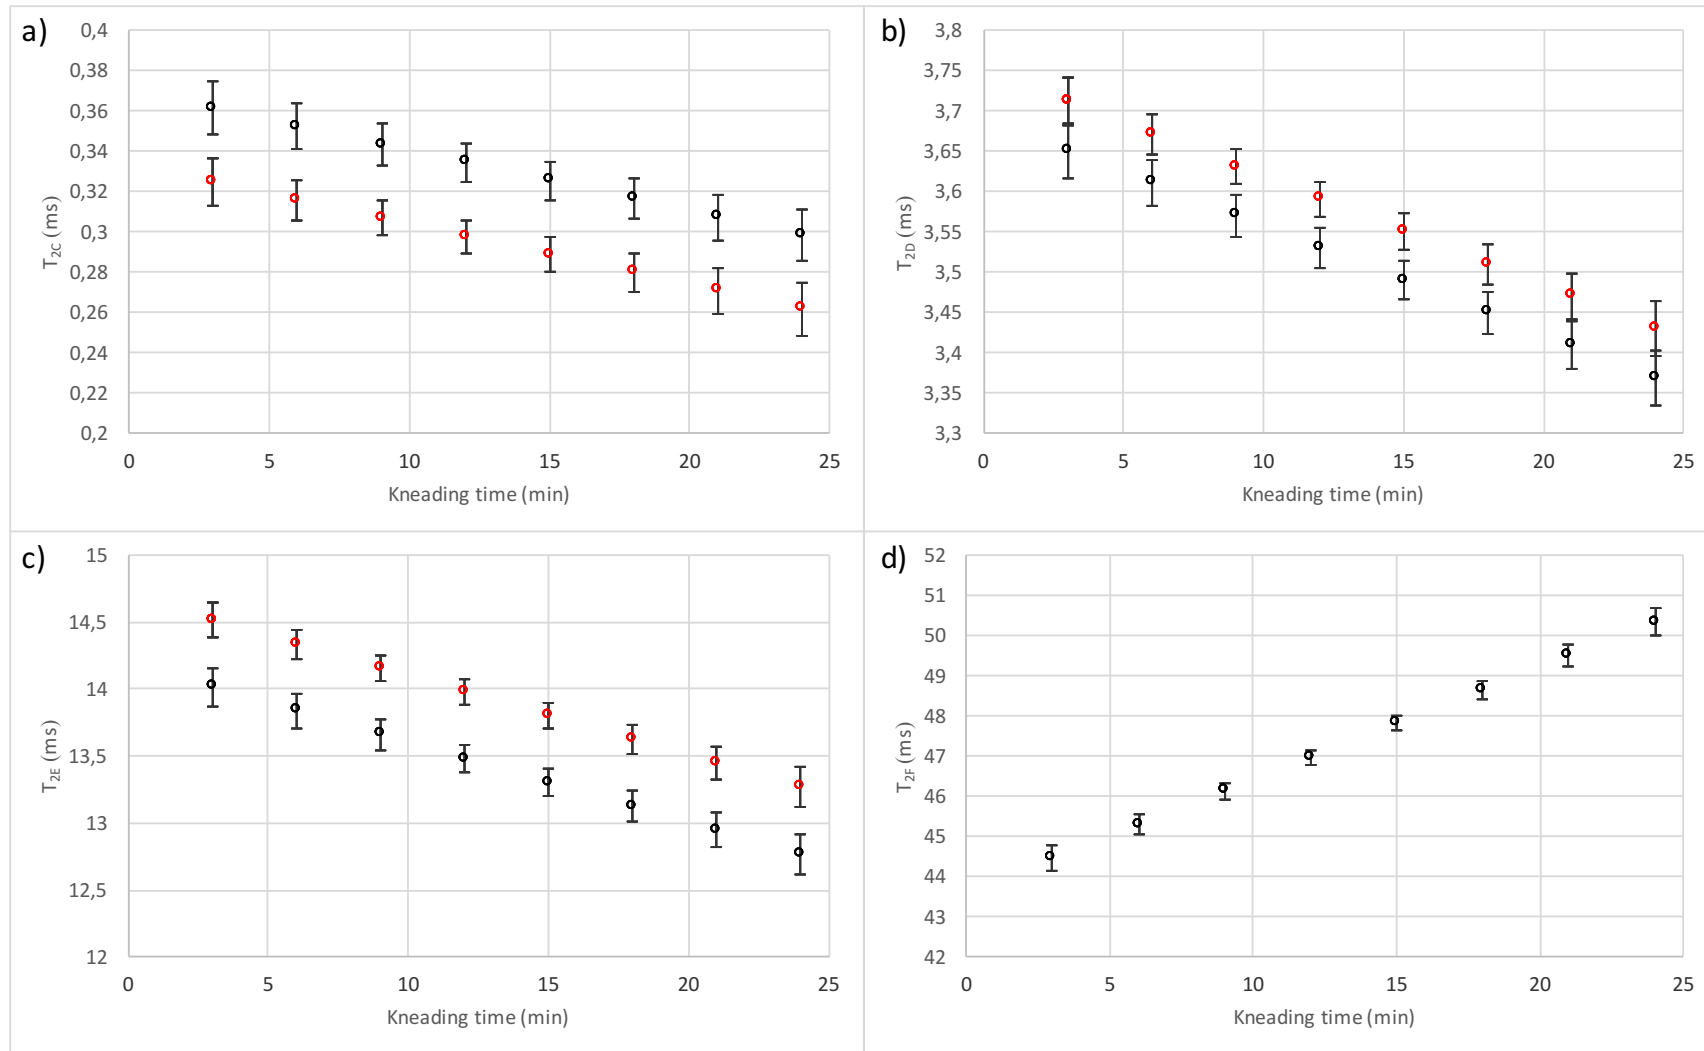 a)
0,4
0,38
0,36
0,34
0,32
0,3
0,28
0,26
0,24
0,22
0,2
T2C (ms)
0 5 10 15 20 25
Kneading time (min)
b)
3,8
3,75
3,7
3,65
3,6
3,55
3,5
3,45
3,4
3,35
3,3
T2D (ms)
0 5 10 15 20 25
Kneading time (min)
c)
15
14,5
14
13,5
13
12,5
12
T2E (ms)
0 5 10 15 20 25
Kneading time (min)
d)
52
51
50
49
48
47
46
45
44
43
42
T2F (ms)
0 5 10 15 20 25
Kneading time (min)